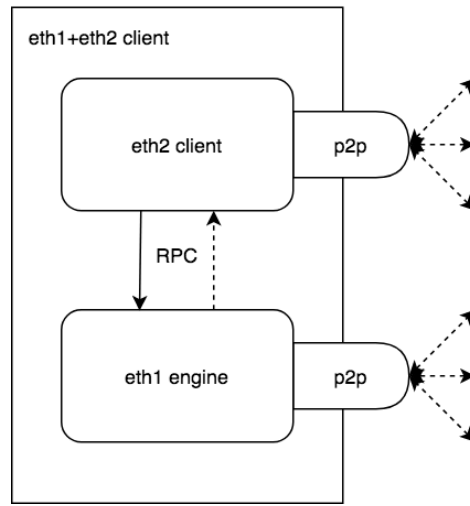 eth1+eth2 client
eth2 client
p2p
RPC
eth1 engine
p2p